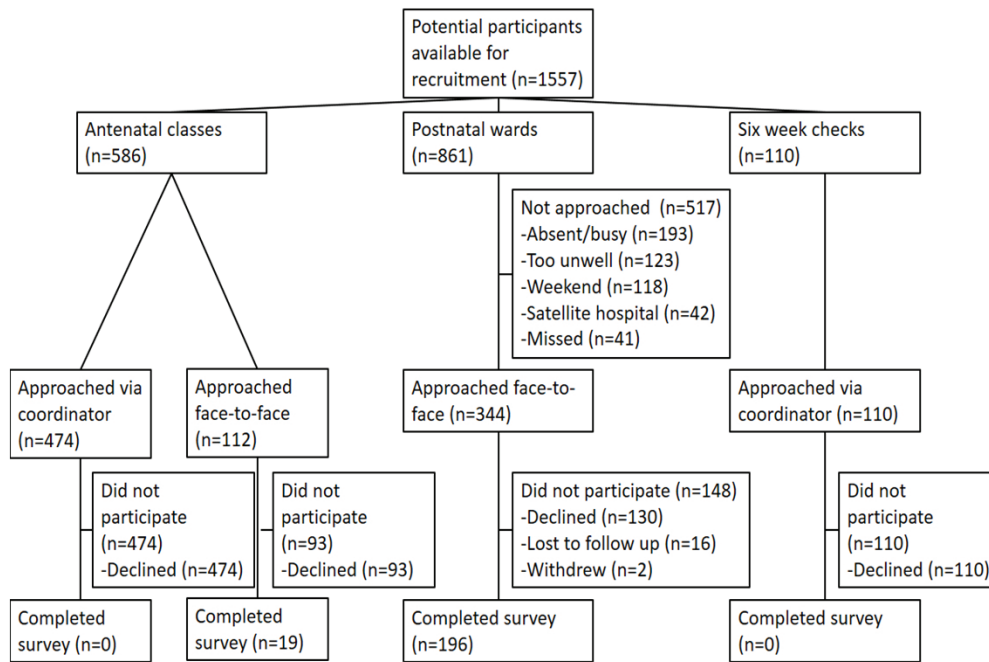 Potential participants
available for
recruitment (n=1557)
Antenatal classes
(n=586)
Postnatal wards
(n=861)
Six week checks
(n=110)
Not approached  (n=517)
-Absent/busy (n=193)
-Too unwell (n=123)
-Weekend (n=118)
-Satellite hospital (n=42)
-Missed (n=41)
Approached via
coordinator
(n=474)
Approached
face-to-face
(n=112)
Approached face-to-
face (n=344)
Approached via
coordinator (n=110)
Did not
participate
(n=474)
-Declined (n=474)
Did not
participate
(n=93)
-Declined (n=93)
Did not participate (n=148)
-Declined (n=130)
-Lost to follow up (n=16)
-Withdrew (n=2)
Did not
participate
(n=110)
-Declined (n=110)
Completed
survey (n=0)
Completed
survey (n=19)
Completed survey
(n=196)
Completed survey
(n=0)